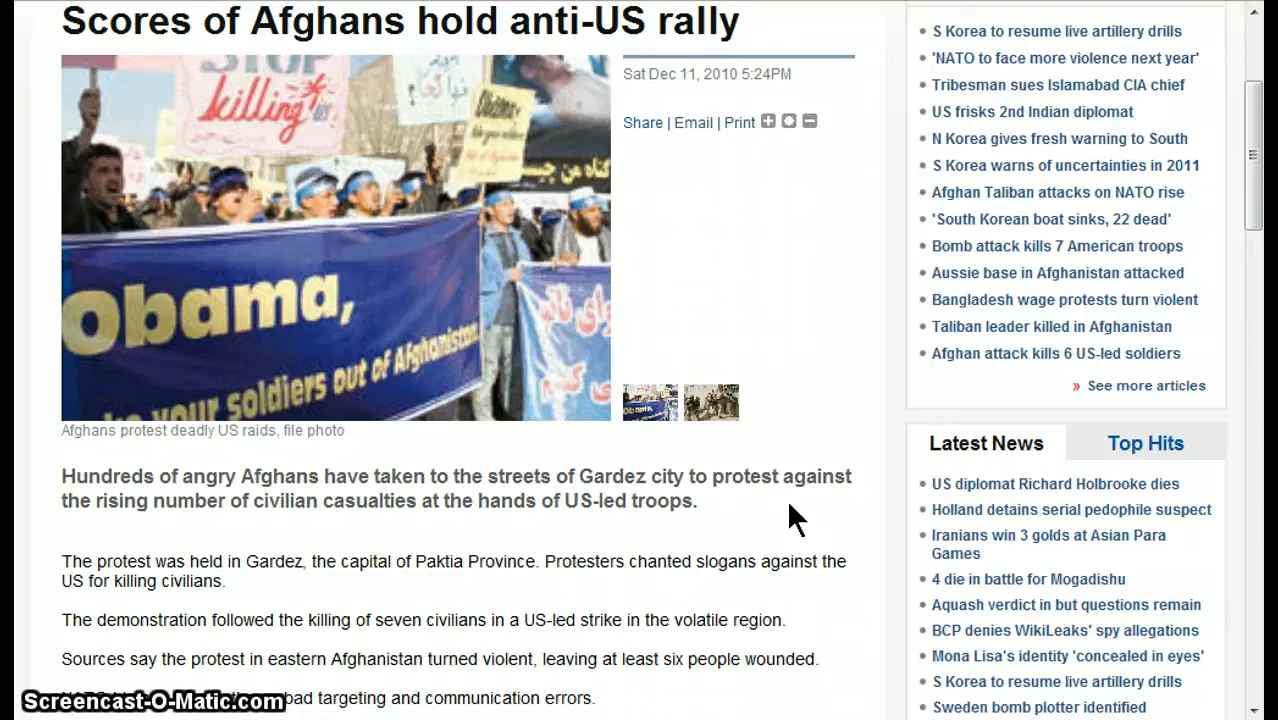 Scores of Afghans hold anti-US rally
STOP
killing
Obama,
گناه من چیست
Obama,
your soldiers out of Afghanistan
Sat Dec 11, 2010 5:24PM
Share | Email | Print
Afghans protest deadly US raids, file photo
Hundreds of angry Afghans have taken to the streets of Gardez city to protest against
the rising number of civilian casualties at the hands of US-led troops.
The protest was held in Gardez, the capital of Paktia Province. Protesters chanted slogans against the
US for killing civilians.
The demonstration followed the killing of seven civilians in a US-led strike in the volatile region.
Sources say the protest in eastern Afghanistan turned violent, leaving at least six people wounded.
bad targeting and communication errors.
Screencast-O-Matic.com
S Korea to resume live artillery drills
'NATO to face more violence next year'
Tribesman sues Islamabad CIA chief
US frisks 2nd Indian diplomat
N Korea gives fresh warning to South
S Korea warns of uncertainties in 2011
Afghan Taliban attacks on NATO rise
'South Korean boat sinks, 22 dead'
Bomb attack kills 7 American troops
Aussie base in Afghanistan attacked
Bangladesh wage protests turn violent
Taliban leader killed in Afghanistan
Afghan attack kills 6 US-led soldiers
» See more articles
Latest News
Top Hits
US diplomat Richard Holbrooke dies
Holland detains serial pedophile suspect
Iranians win 3 golds at Asian Para
Games
4 die in battle for Mogadishu
Aquash verdict in but questions remain
BCP denies WikiLeaks' spy allegations
Mona Lisa's identity 'concealed in eyes'
S Korea to resume live artillery drills
Sweden bomb plotter identified